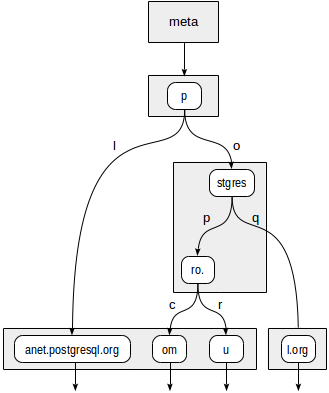 meta
p
l o
stgres
p q
ro.
c r
anet.postgresql.org om u l.org